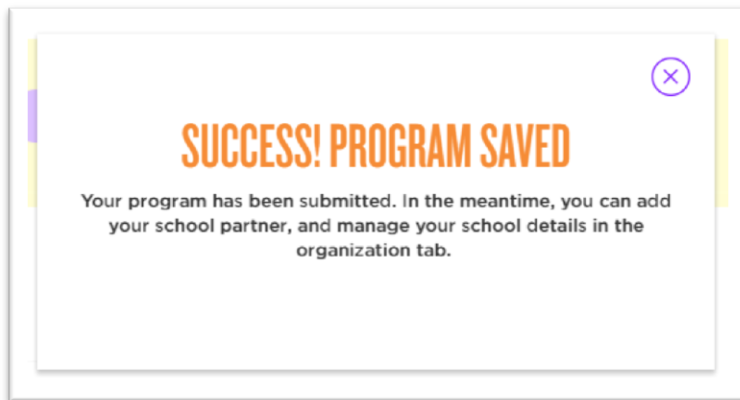 SUCCESS! PROGRAM SAVED
Your program has been submitted. In the meantime, you can add
your school partner, and manage your school details in the
organization tab.